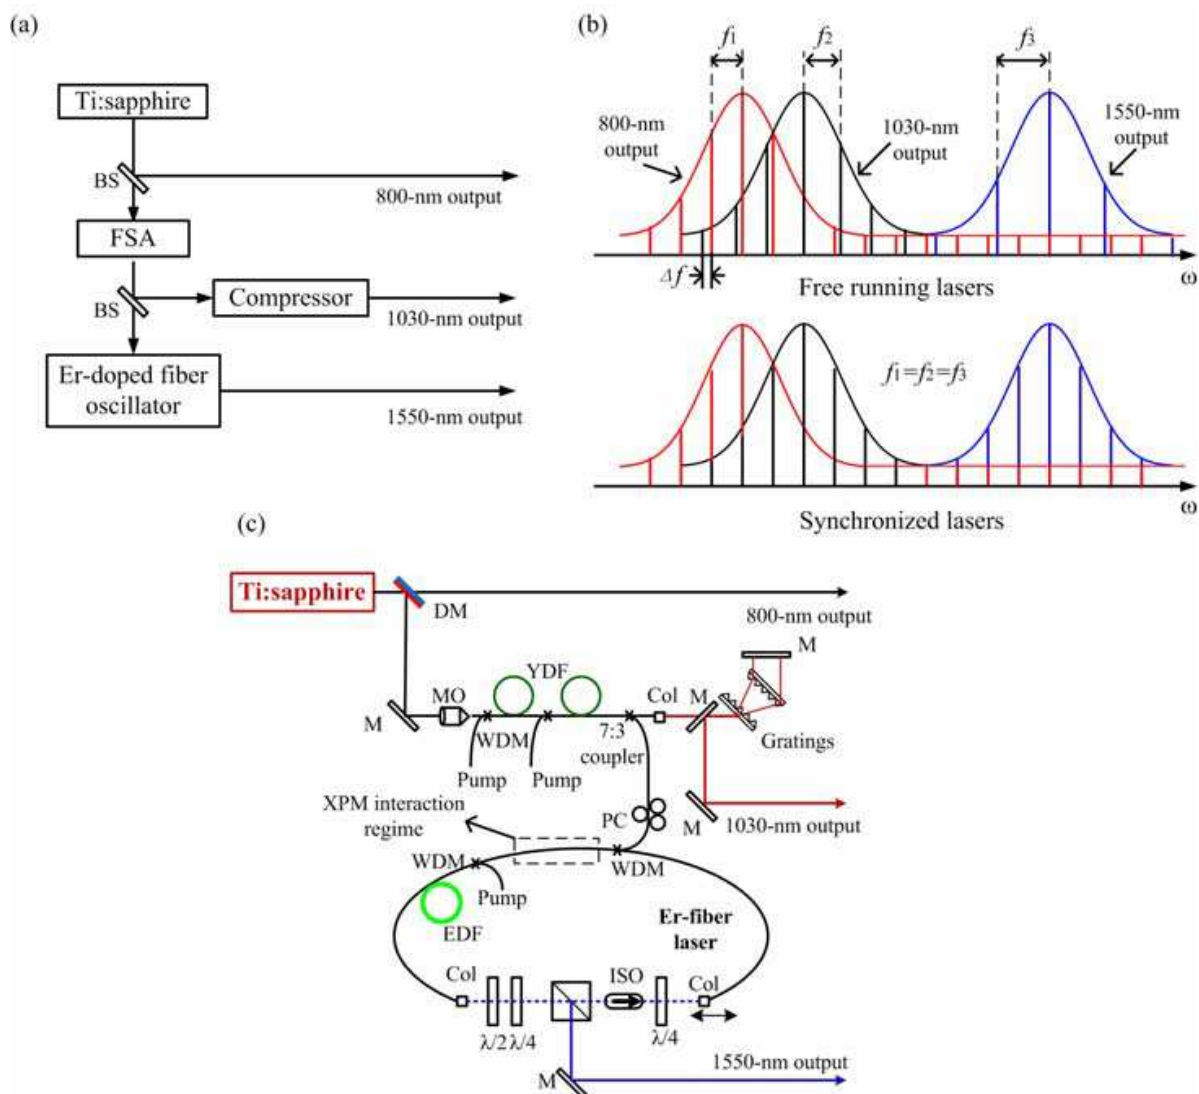 (a)
Ti:sapphire
BS
800-nm output
FSA
BS
Compressor
1030-nm output
Er-doped fiber
oscillator
1550-nm output
(b)
f1
f2
f3
800-nm
output
1030-nm
output
1550-nm
output
Δf
Free running lasers
ω
f1=f2=f3
Synchronized lasers
ω
(c)
Ti:sapphire
DM
800-nm output
M
MO
YDF
WDM
Pump
Pump
7:3
coupler
Col
M
M
Gratings
PC
M
1030-nm output
XPM interaction
regime
WDM
WDM
Pump
EDF
Er-fiber
laser
Col
ISO
Col
λ/2
λ/4
λ/4
M
1550-nm output